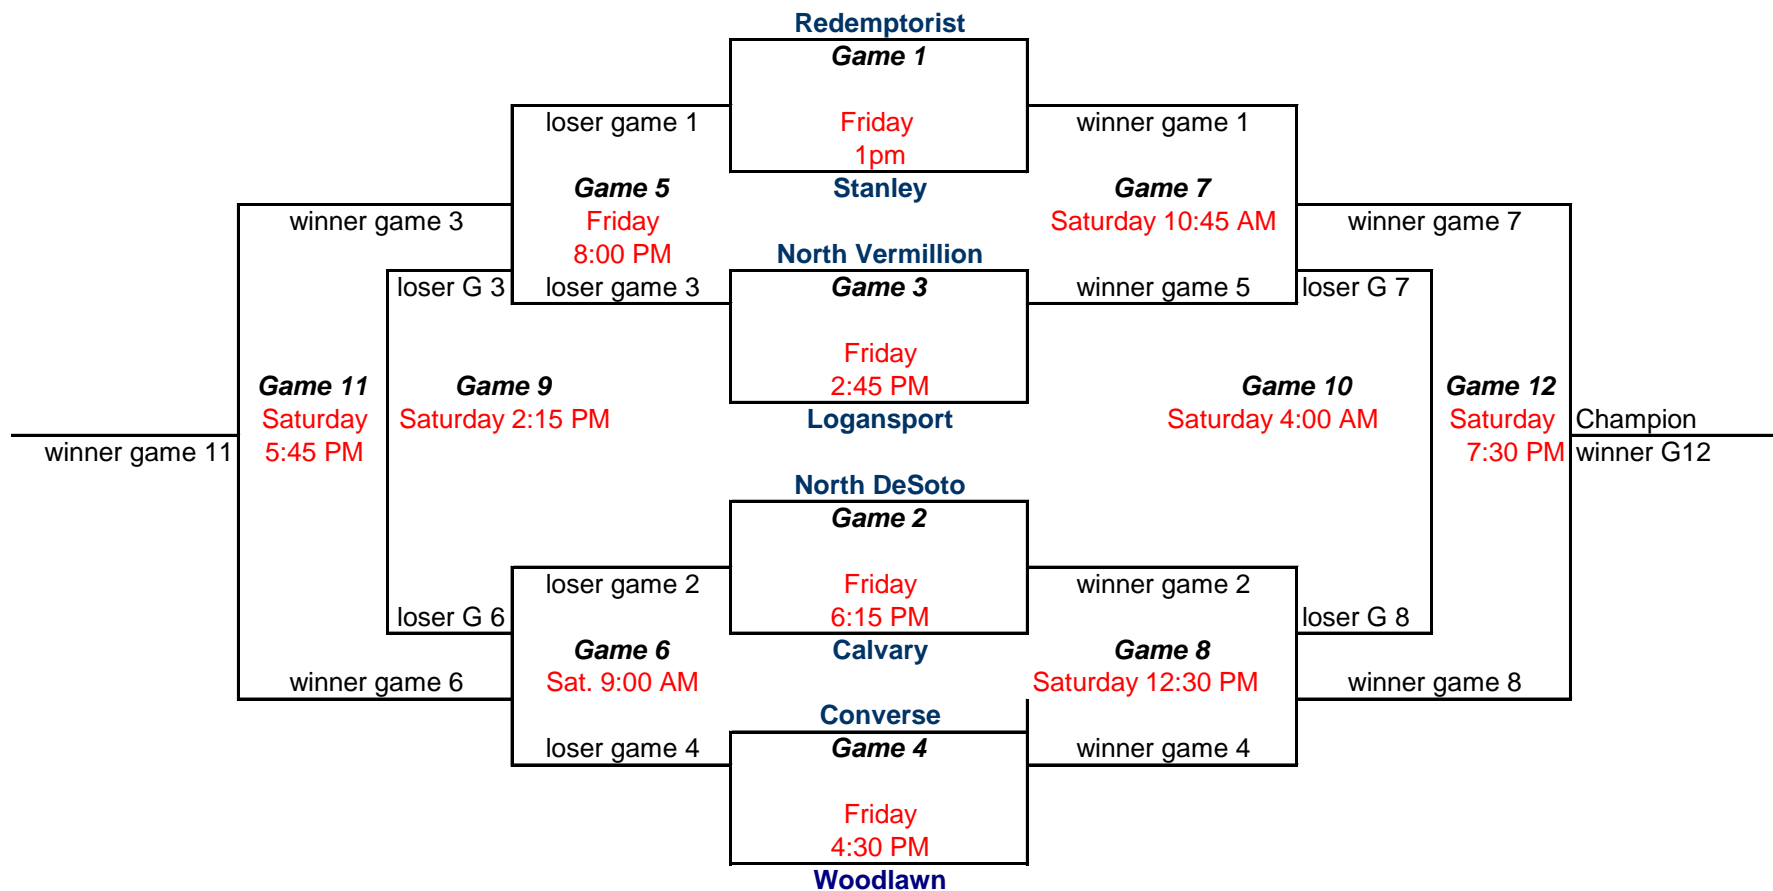 Redemptorist
Game 1
loser game 1
Friday
winner game 1
1pm
Game 5
Stanley
Game 7
winner game 3
Friday
Saturday 10:45 AM
winner game 7
8:00 PM
North Vermillion
loser G 3
loser game 3
Game 3
winner game 5
loser G 7
Friday
Game 11
Game 9
2:45 PM
Game 10
Game 12
Saturday
Saturday 2:15 PM
Logansport
Saturday 4:00 AM
Saturday
Champion
winner game 11
5:45 PM
7:30 PM
winner G12
North DeSoto
Game 2
loser game 2
Friday
winner game 2
loser G 6
6:15 PM
loser G 8
Game 6
Calvary
Game 8
winner game 6
Sat. 9:00 AM
Saturday 12:30 PM
winner game 8
Converse
loser game 4
Game 4
winner game 4
Friday
4:30 PM
Woodlawn